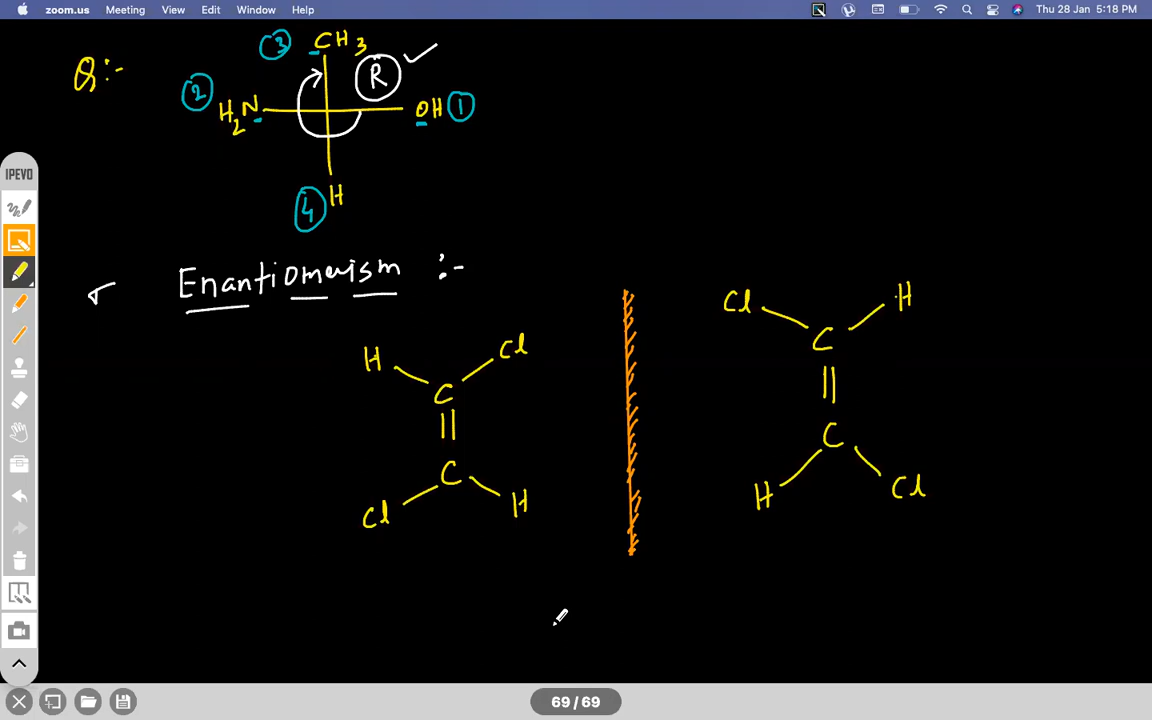 zoom.us Meeting View Edit Window Help Thu 28 Jan 5:18 PM
Q:-
③ CH3
R
② H2N OH ①
④ H
IPEVO
Enantiomerism :-
H Cl
C
C
Cl H
Cl H
C
C
H Cl
69 / 69